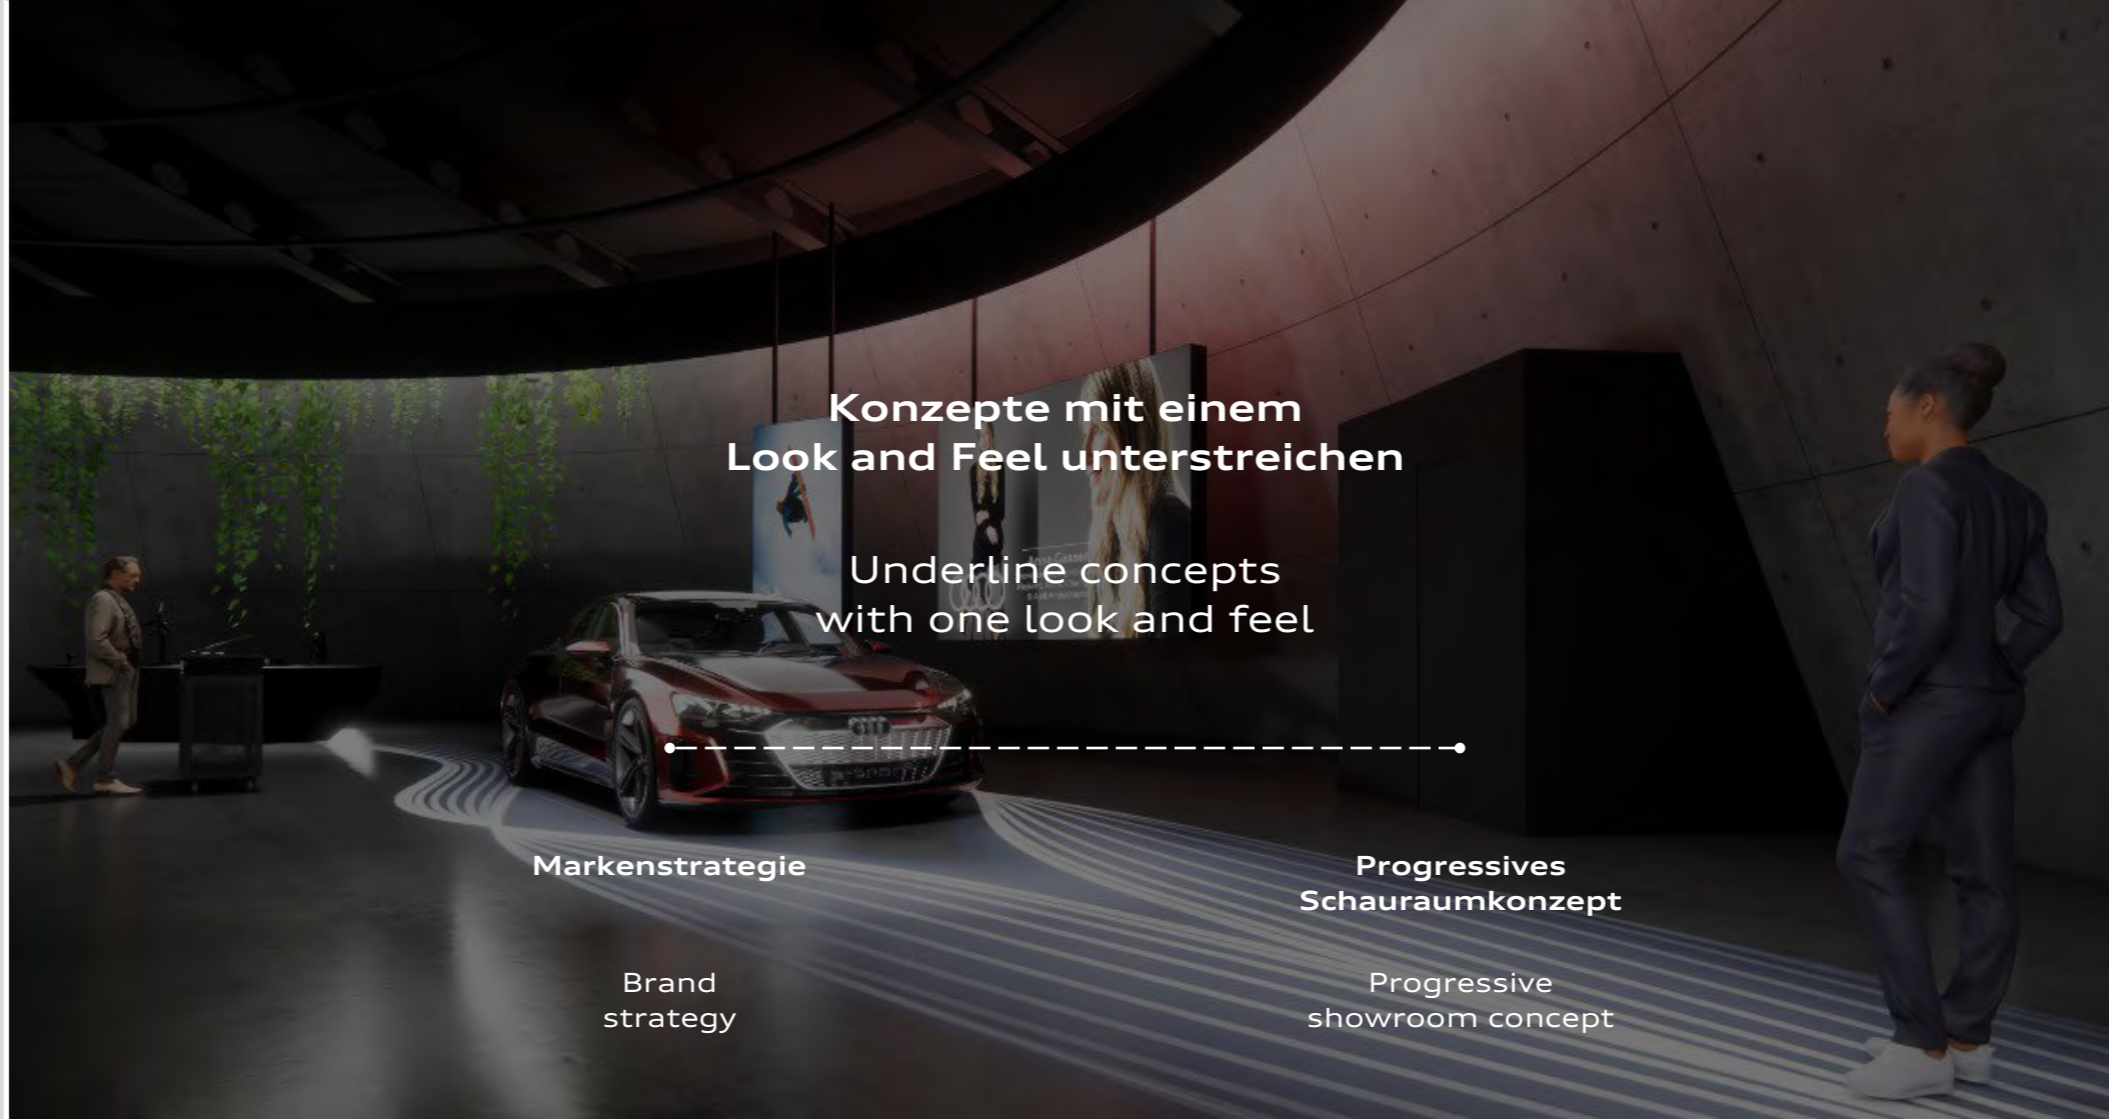 Konzepte mit einem
Look and Feel unterstreichen
Underline concepts
with one look and feel
Markenstrategie
Progressives
Schauraumkonzept
Brand
strategy
Progressive
showroom concept